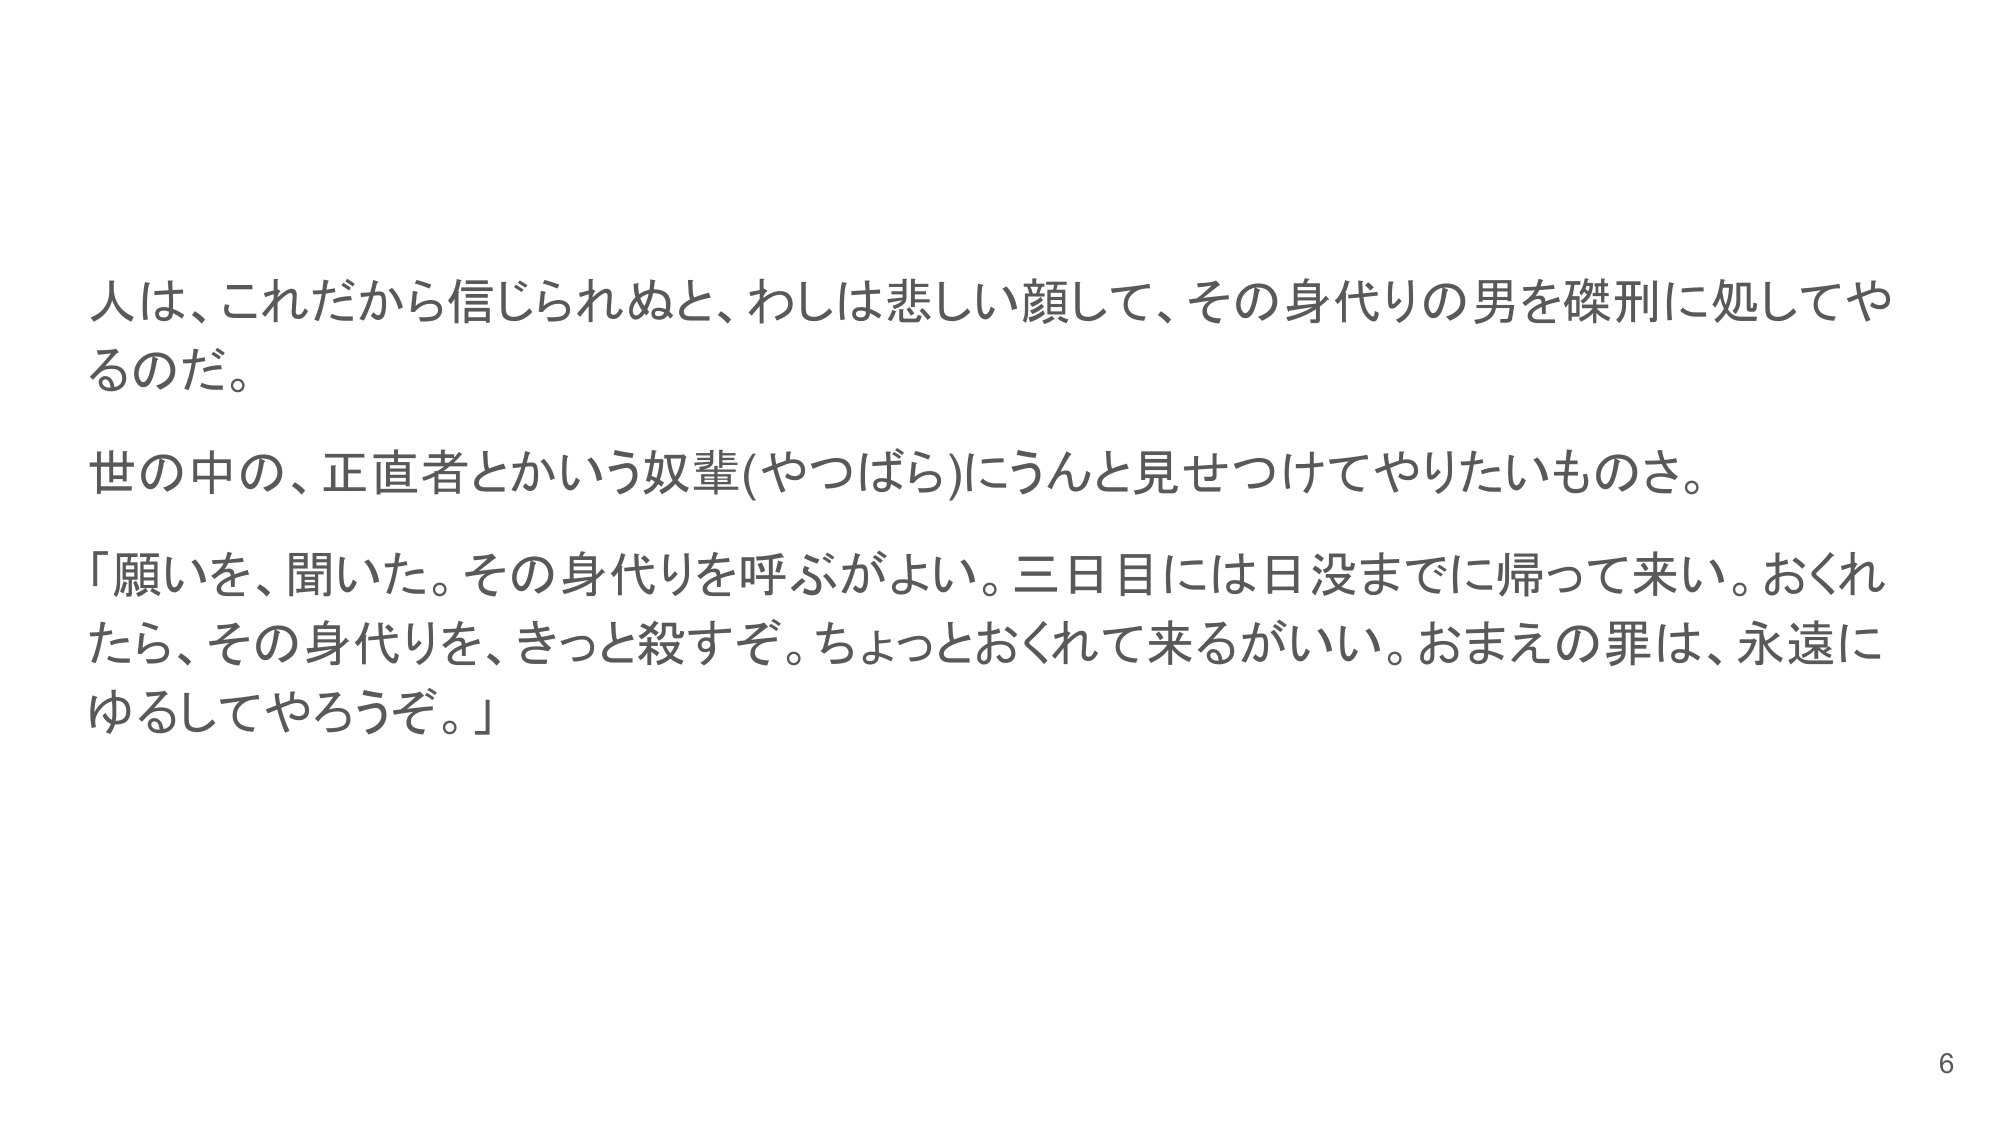 人は、これだから信じられぬと、わしは悲しい顔して、その身代りの男を磔刑に処してや
るのだ。
世の中の、正直者とかいう奴輩(やつばら)にうんと見せつけてやりたいものさ。
「願いを、聞いた。その身代りを呼ぶがよい。三日目には日没までに帰って来い。おくれ
たら、その身代りを、きっと殺すぞ。ちょっとおくれて来るがいい。おまえの罪は、永遠に
ゆるしてやろうぞ。」
6